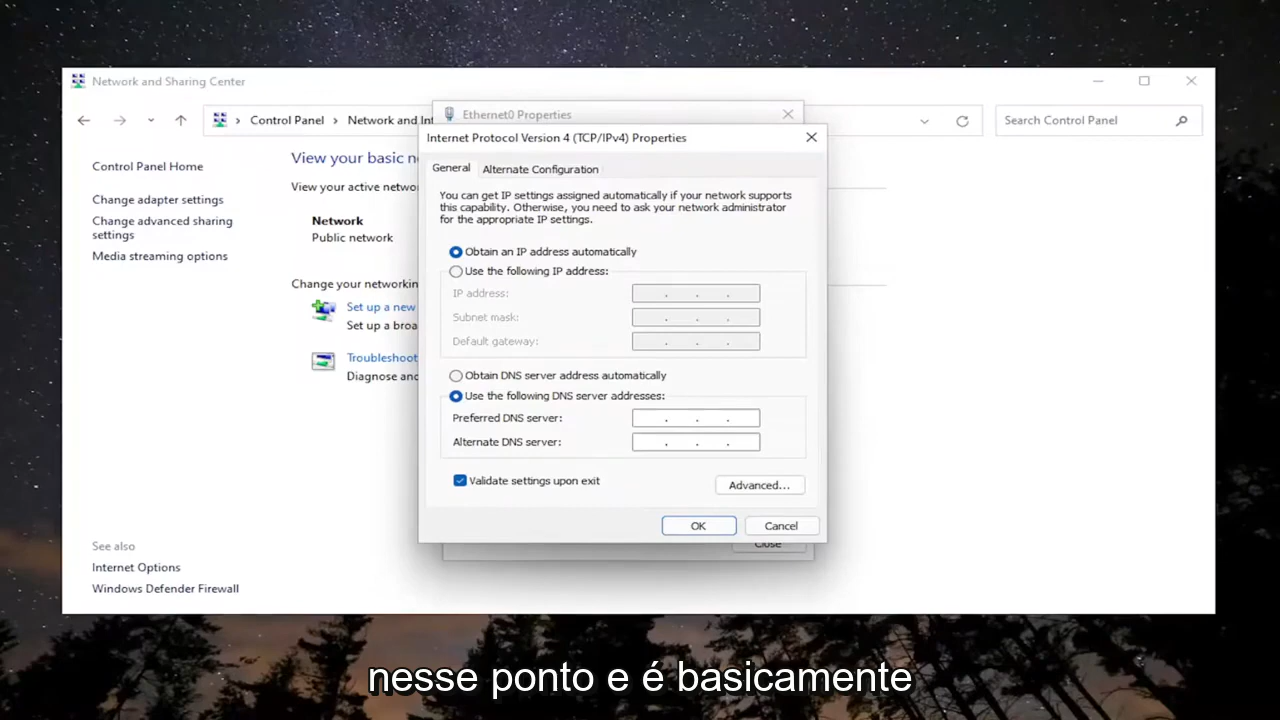 Network and Sharing Center
Control Panel
Network and Int
Search Control Panel
Control Panel Home
Change adapter settings
Change advanced sharing
settings
Media streaming options
See also
Internet Options
Windows Defender Firewall
View your basic n
View your active networ
Network
Public network
Change your networkin
Set up a new
Set up a broa
Troubleshoot
Diagnose and
Ethernet0 Properties
Internet Protocol Version 4 (TCP/IPv4) Properties
General
Alternate Configuration
You can get IP settings assigned automatically if your network supports
this capability. Otherwise, you need to ask your network administrator
for the appropriate IP settings.
Obtain an IP address automatically
Use the following IP address:
IP address:
Subnet mask:
Default gateway:
Obtain DNS server address automatically
Use the following DNS server addresses:
Preferred DNS server:
Alternate DNS server:
Validate settings upon exit
Advanced...
OK
Cancel
Close
nesse ponto e é basicamente